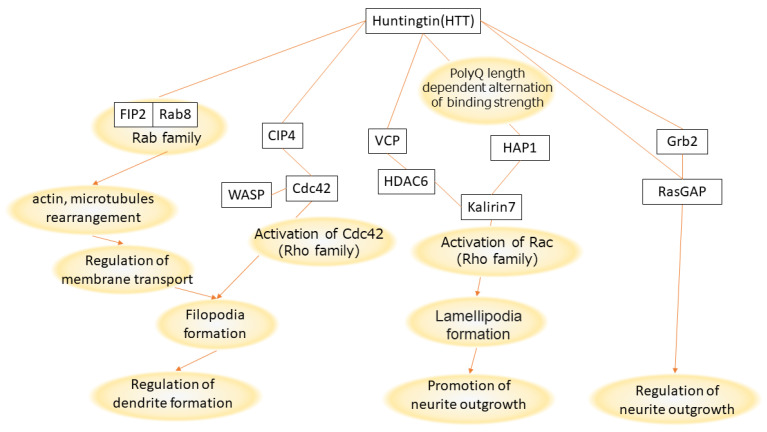 Huntingtin(HTT)
PolyQ length
dependent alternation
of binding strength
FIP2 Rab8
Rab family
CIP4
VCP
HAP1
Grb2
WASP
Cdc42
HDAC6
Kalirin7
RasGAP
actin, microtubules
rearrangement
Activation of Cdc42
(Rho family)
Activation of Rac
(Rho family)
Regulation of
membrane transport
Filopodia
formation
Lamellipodia
formation
Regulation of
dendrite formation
Promotion of
neurite outgrowth
Regulation of
neurite outgrowth